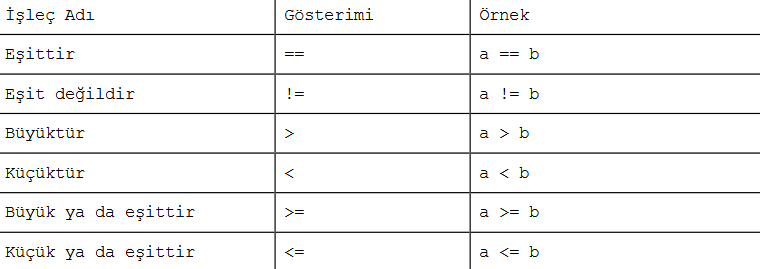 İşleç Adı Gösterimi Örnek
Eşittir == a == b
Eşit değildir != a != b
Büyüktür > a > b
Küçüktür < a < b
Büyük ya da eşittir >= a >= b
Küçük ya da eşittir <= a <= b